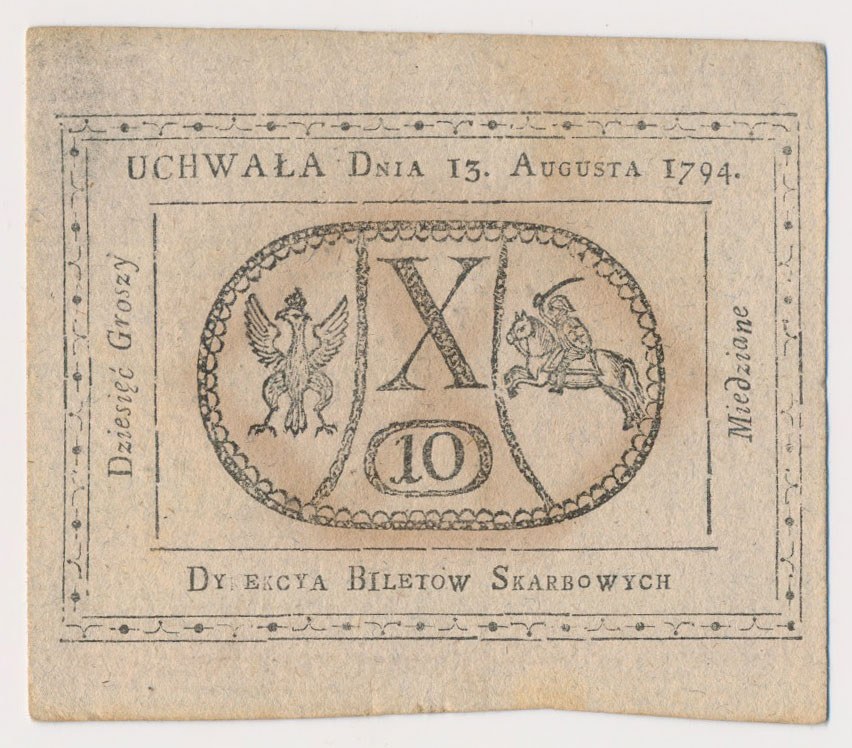 UCHWAŁA DNIA 13. AUGUSTA 1794.
Dziesięć Groszy
X
10
Miedziane
DYREKCYA BILETOW SKARBOWYCH